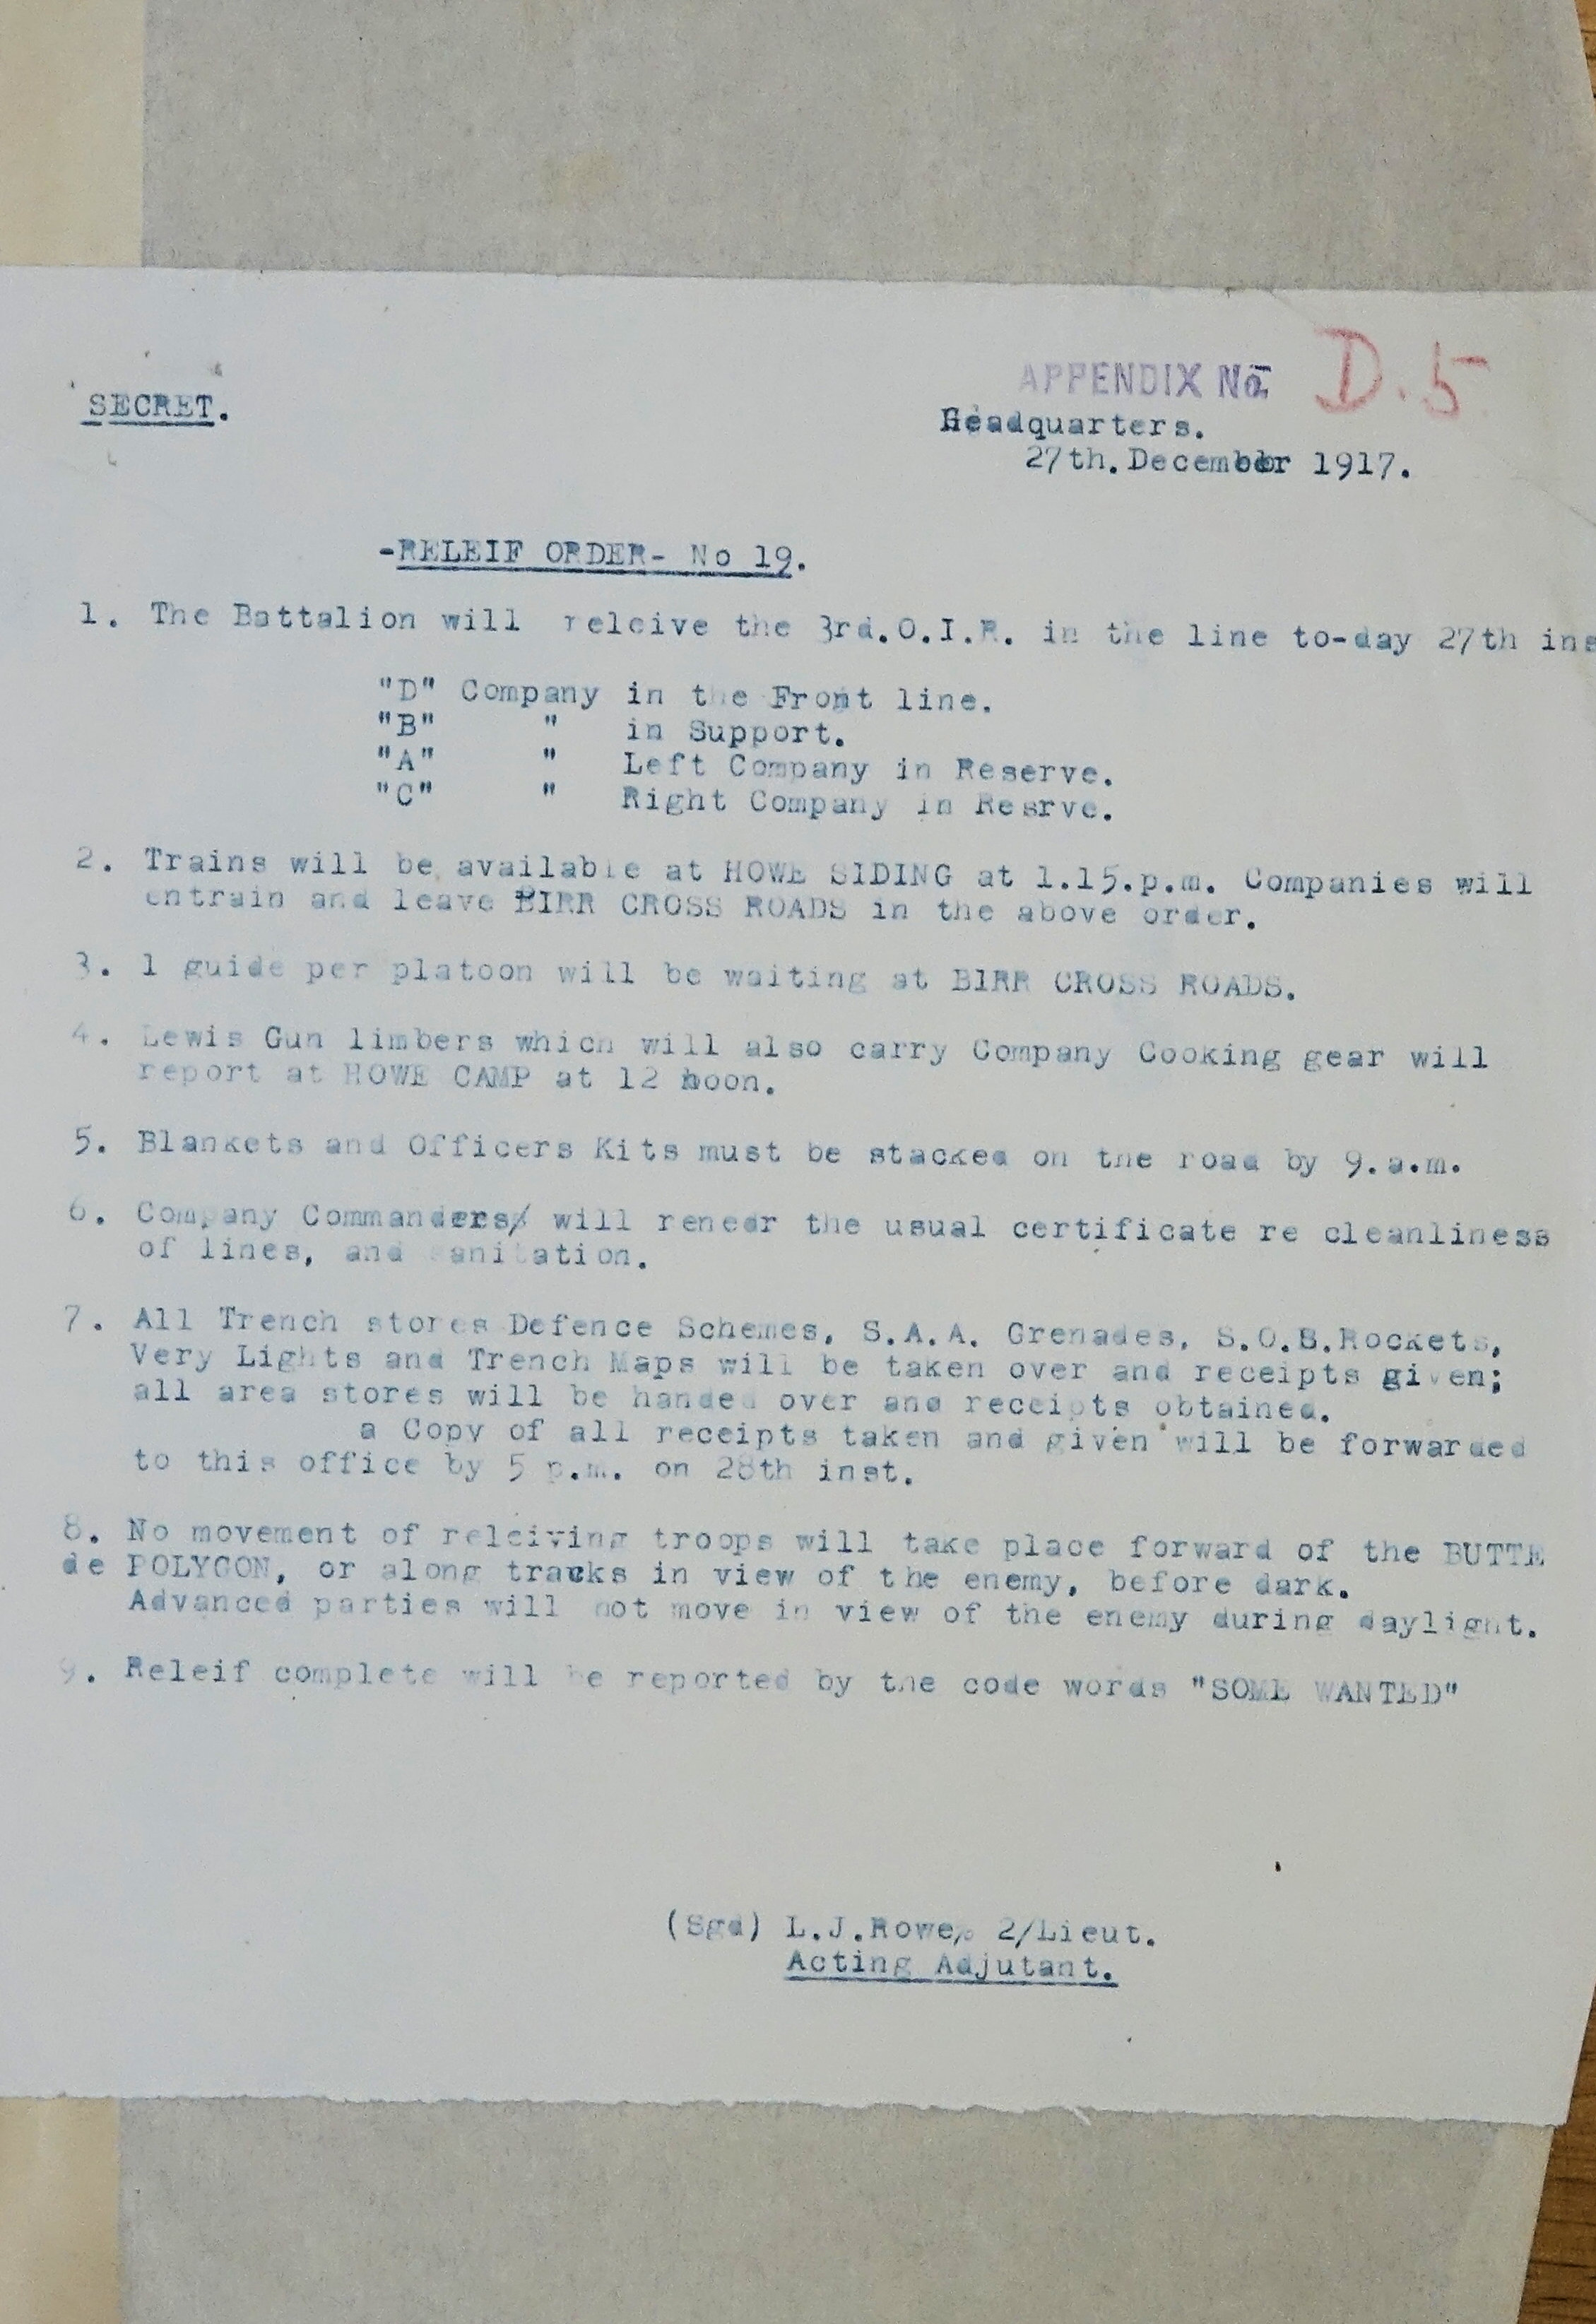 APPENDIX No. D.5
SECRET.
Headquarters.
27th. December 1917.
-RELEIF ORDER- No 19.
1. The Battalion will releive the 3rd.O.I.R. in the line to-day 27th ins
"D" Company in the Front line.
"B" " in Support.
"A" " Left Company in Reserve.
"C" " Right Company in Resrve.
2. Trains will be available at HOWE SIDING at 1.15.p.m. Companies will
entrain and leave BIRR CROSS ROADS in the above order.
3. 1 guide per platoon will be waiting at BIRR CROSS ROADS.
4. Lewis Gun limbers which will also carry Company Cooking gear will
report at HOWE CAMP at 12 noon.
5. Blankets and Officers Kits must be stacked on the road by 9.a.m.
6. Company Commanders/ will renedr the usual certificate re cleanliness
of lines, and sanitation.
7. All Trench stores Defence Schemes, S.A.A. Grenades, S.O.S.Rockets,
Very Lights and Trench Maps will be taken over and receipts given;
all area stores will be handed over and receipts obtained.
a Copy of all receipts taken and given will be forwarded
to this office by 5 p.m. on 28th inst.
8. No movement of releiving troops will take place forward of the BUTTE
de POLYGON, or along tracks in view of the enemy, before dark.
Advanced parties will not move in view of the enemy during daylight.
9. Releif complete will be reported by the code words "SOME WANTED"
(Sgd) L.J.Rowe, 2/Lieut.
Acting Adjutant.